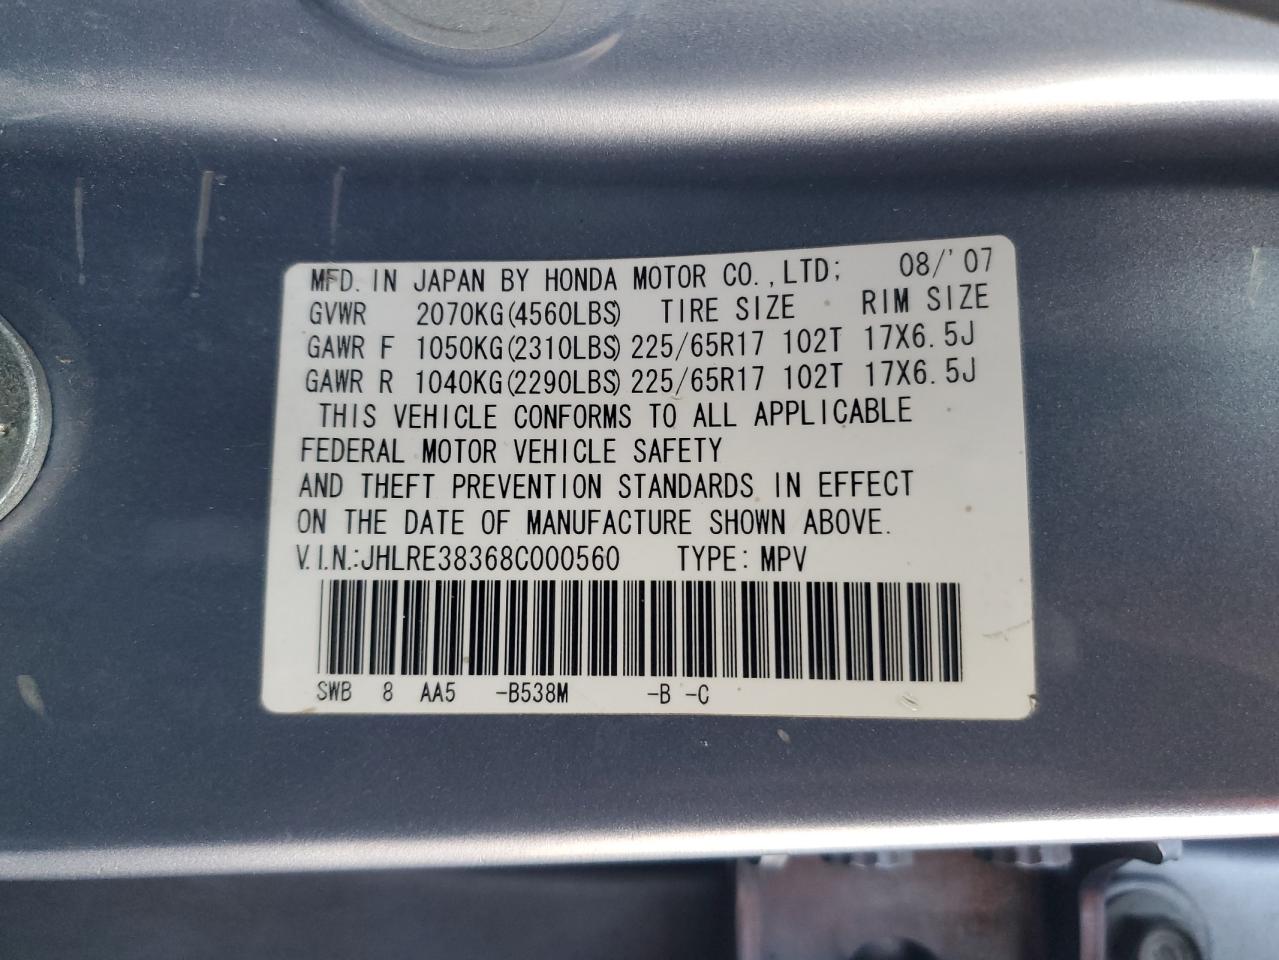 MFD. IN JAPAN BY HONDA MOTOR CO., LTD; 08/'07
GVWR 2070KG(4560LBS) TIRE SIZE RIM SIZE
GAWR F 1050KG(2310LBS) 225/65R17 102T 17X6.5J
GAWR R 1040KG(2290LBS) 225/65R17 102T 17X6.5J
THIS VEHICLE CONFORMS TO ALL APPLICABLE
FEDERAL MOTOR VEHICLE SAFETY
AND THEFT PREVENTION STANDARDS IN EFFECT
ON THE DATE OF MANUFACTURE SHOWN ABOVE.
V.I.N.:JHLRE38368C000560 TYPE: MPV
SWB 8 AA5 -B538M -B -C